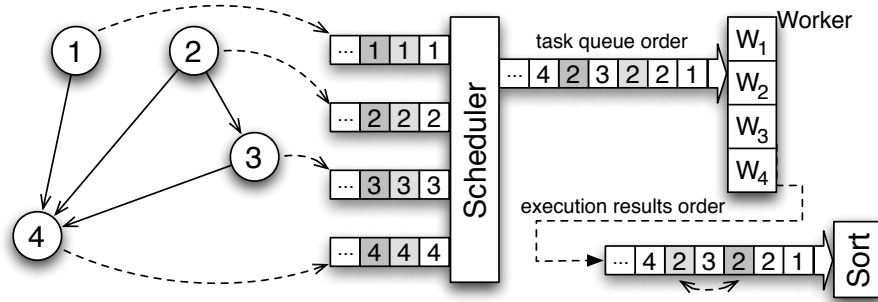 1
2
3
4
... 1 1 1
... 2 2 2
... 3 3 3
... 4 4 4
Scheduler
task queue order
... 4 2 3 2 2 1
Worker
W1
W2
W3
W4
execution results order
... 4 2 3 2 2 1
Sort